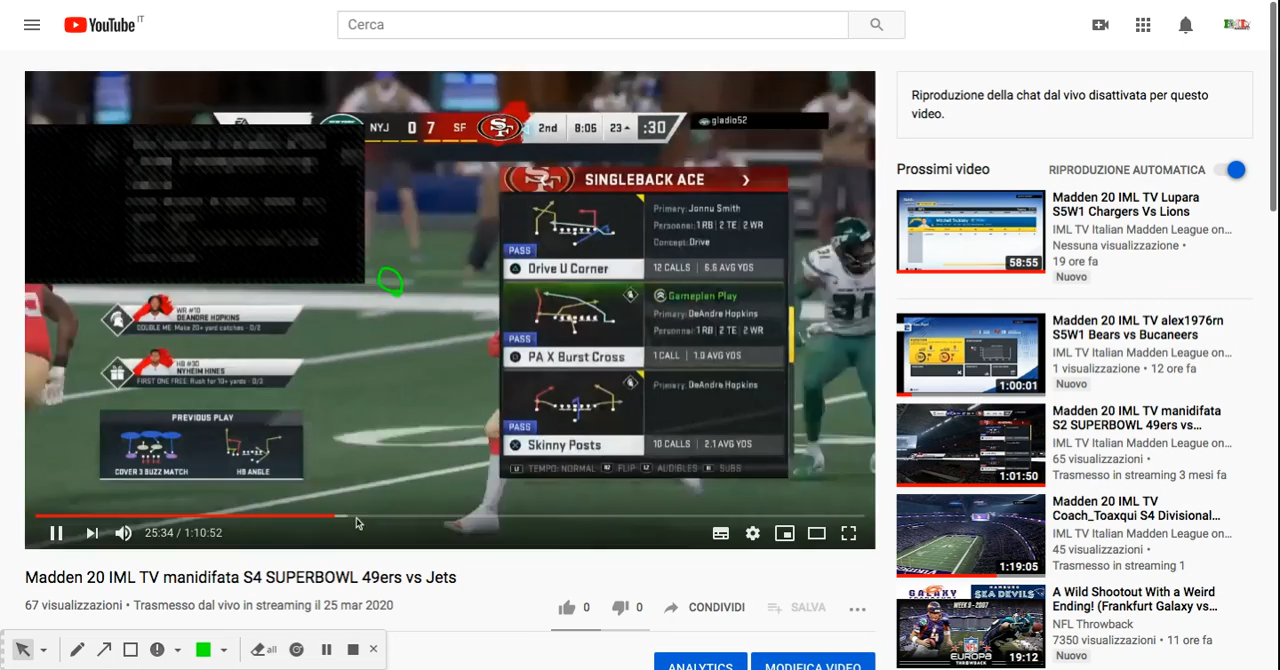 YouTube IT
Cerca
EA NYJ 0 7 SF 2nd 8:05 23 :30
gladio52
SINGLEBACK ACE
PASS
Drive U Corner
Primary: Jonnu Smith
Personnel: 1 RB | 2 TE | 2 WR
Concept: Drive
12 CALLS | 6.6 AVG YDS
PASS
PA X Burst Cross
Gameplan Play
Primary: DeAndre Hopkins
Personnel: 1 RB | 2 TE | 2 WR
1 CALL | 1.0 AVG YDS
PASS
Skinny Posts
Primary: DeAndre Hopkins
10 CALLS | 2.1 AVG YDS
TEMPO: NORMAL FLIP AUDIBLES SUBS
WR #10
DEANDRE HOPKINS
DOUBLE ME: Make 20+ yard catches - 0/2
HB #30
NYHEIM HINES
FIRST ONE FREE: Rush for 10+ yards - 0/2
PREVIOUS PLAY
COVER 3 BUZZ MATCH
HB ANGLE
25:34 / 1:10:52
Madden 20 IML TV manidifata S4 SUPERBOWL 49ers vs Jets
67 visualizzazioni • Trasmesso dal vivo in streaming il 25 mar 2020
0
0
CONDIVIDI
SALVA
all
ANALYTICS
MODIFICA VIDEO
Riproduzione della chat dal vivo disattivata per questo
video.
Prossimi video
RIPRODUZIONE AUTOMATICA
58:55
Madden 20 IML TV Lupara
S5W1 Chargers Vs Lions
IML TV Italian Madden League on...
Nessuna visualizzazione •
19 ore fa
Nuovo
1:00:01
Madden 20 IML TV alex1976rn
S5W1 Bears vs Bucaneers
IML TV Italian Madden League on...
1 visualizzazione • 12 ore fa
Nuovo
1:01:50
Madden 20 IML TV manidifata
S2 SUPERBOWL 49ers vs...
IML TV Italian Madden League on...
65 visualizzazioni •
Trasmesso in streaming 3 mesi fa
1:19:05
Madden 20 IML TV
Coach_Toaxqui S4 Divisional...
IML TV Italian Madden League on...
45 visualizzazioni •
Trasmesso in streaming 1
GALAXY
SEA DEVILS
WEEK 9 - 2007
NFL
EUROPA
THROWBACK
19:12
A Wild Shootout With a Weird
Ending! (Frankfurt Galaxy vs...
NFL Throwback
7350 visualizzazioni • 11 ore fa
Nuovo